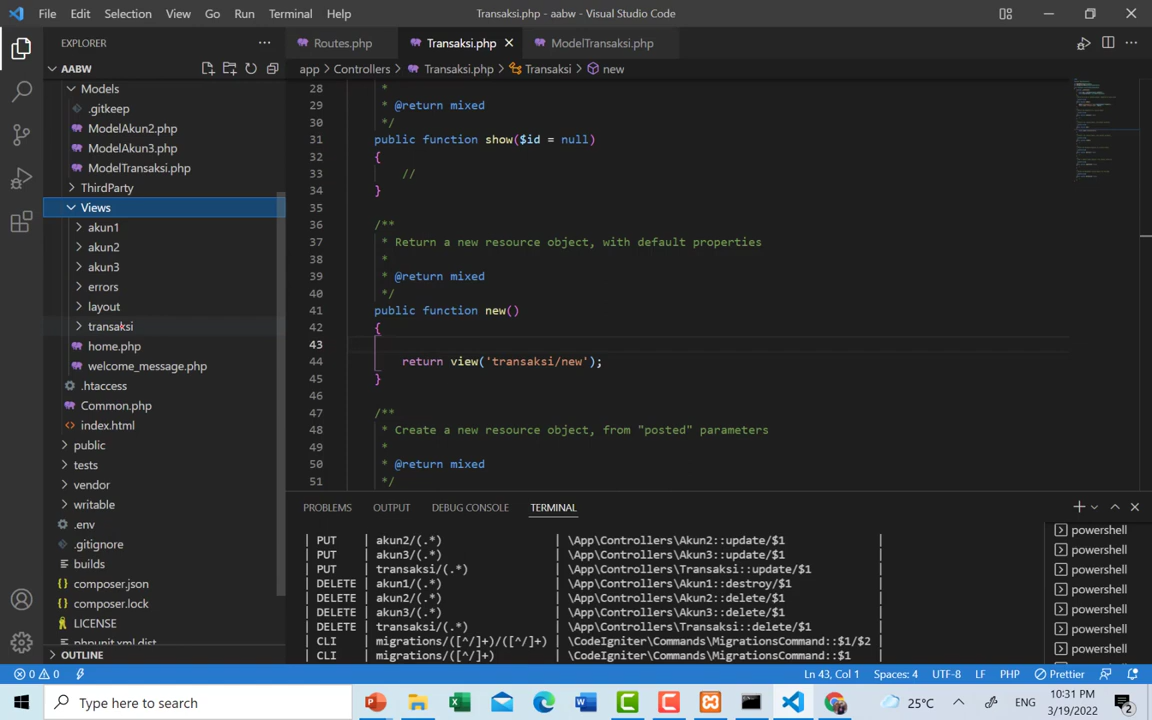 File Edit Selection View Go Run Terminal Help
Transaksi.php - aabw - Visual Studio Code
EXPLORER
AABW
Models
.gitkeep
ModelAkun2.php
ModelAkun3.php
ModelTransaksi.php
ThirdParty
Views
akun1
akun2
akun3
errors
layout
transaksi
home.php
welcome_message.php
.htaccess
Common.php
index.html
public
tests
vendor
writable
.env
.gitignore
builds
composer.json
composer.lock
LICENSE
phpunit.xml.dist
OUTLINE
Routes.php Transaksi.php ModelTransaksi.php
app > Controllers > Transaksi.php > Transaksi > new
28 *
29 * @return mixed
30 */
31 public function show($id = null)
32 {
33 //
34 }
35
36 /**
37 * Return a new resource object, with default properties
38 *
39 * @return mixed
40 */
41 public function new()
42 {
43
44 return view('transaksi/new');
45 }
46
47 /**
48 * Create a new resource object, from "posted" parameters
49 *
50 * @return mixed
51 */
PROBLEMS OUTPUT DEBUG CONSOLE TERMINAL
| PUT | akun2/(.*) | \App\Controllers\Akun2::update/$1 |
| PUT | akun3/(.*) | \App\Controllers\Akun3::update/$1 |
| PUT | transaksi/(.*) | \App\Controllers\Transaksi::update/$1 |
| DELETE | akun1/(.*) | \App\Controllers\Akun1::destroy/$1 |
| DELETE | akun2/(.*) | \App\Controllers\Akun2::delete/$1 |
| DELETE | akun3/(.*) | \App\Controllers\Akun3::delete/$1 |
| DELETE | transaksi/(.*) | \App\Controllers\Transaksi::delete/$1 |
| CLI | migrations/([^/]+)/([^/]+) | \CodeIgniter\Commands\MigrationsCommand::$1/$2 |
| CLI | migrations/([^/]+) | \CodeIgniter\Commands\MigrationsCommand::$1 |
powershell
powershell
powershell
powershell
powershell
powershell
powershell
0 0
Ln 43, Col 1 Spaces: 4 UTF-8 LF PHP Prettier
Type here to search
25°C ENG
10:31 PM
3/19/2022
2